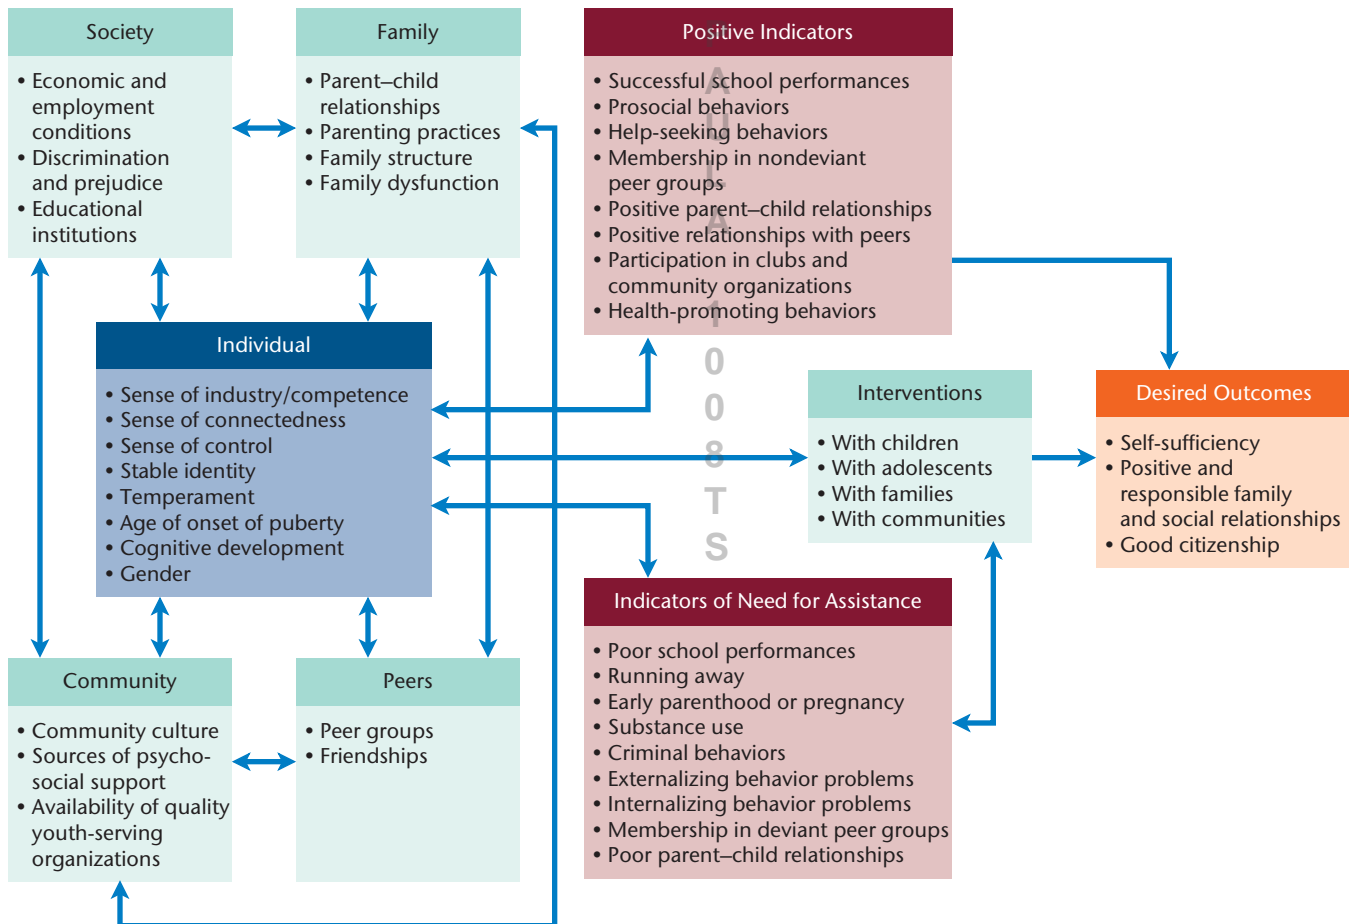 Society
• Economic and
employment
conditions
• Discrimination
and prejudice
• Educational
institutions
Family
• Parent–child
relationships
• Parenting practices
• Family structure
• Family dysfunction
Positive Indicators
• Successful school performances
• Prosocial behaviors
• Help-seeking behaviors
• Membership in nondeviant
peer groups
• Positive parent–child relationships
• Positive relationships with peers
• Participation in clubs and
community organizations
• Health-promoting behaviors
Individual
• Sense of industry/competence
• Sense of connectedness
• Sense of control
• Stable identity
• Temperament
• Age of onset of puberty
• Cognitive development
• Gender
Interventions
• With children
• With adolescents
• With families
• With communities
Desired Outcomes
• Self-sufficiency
• Positive and
responsible family
and social relationships
• Good citizenship
Community
• Community culture
• Sources of psycho-
social support
• Availability of quality
youth-serving
organizations
Peers
• Peer groups
• Friendships
Indicators of Need for Assistance
• Poor school performances
• Running away
• Early parenthood or pregnancy
• Substance use
• Criminal behaviors
• Externalizing behavior problems
• Internalizing behavior problems
• Membership in deviant peer groups
• Poor parent–child relationships
PAULA1008TS